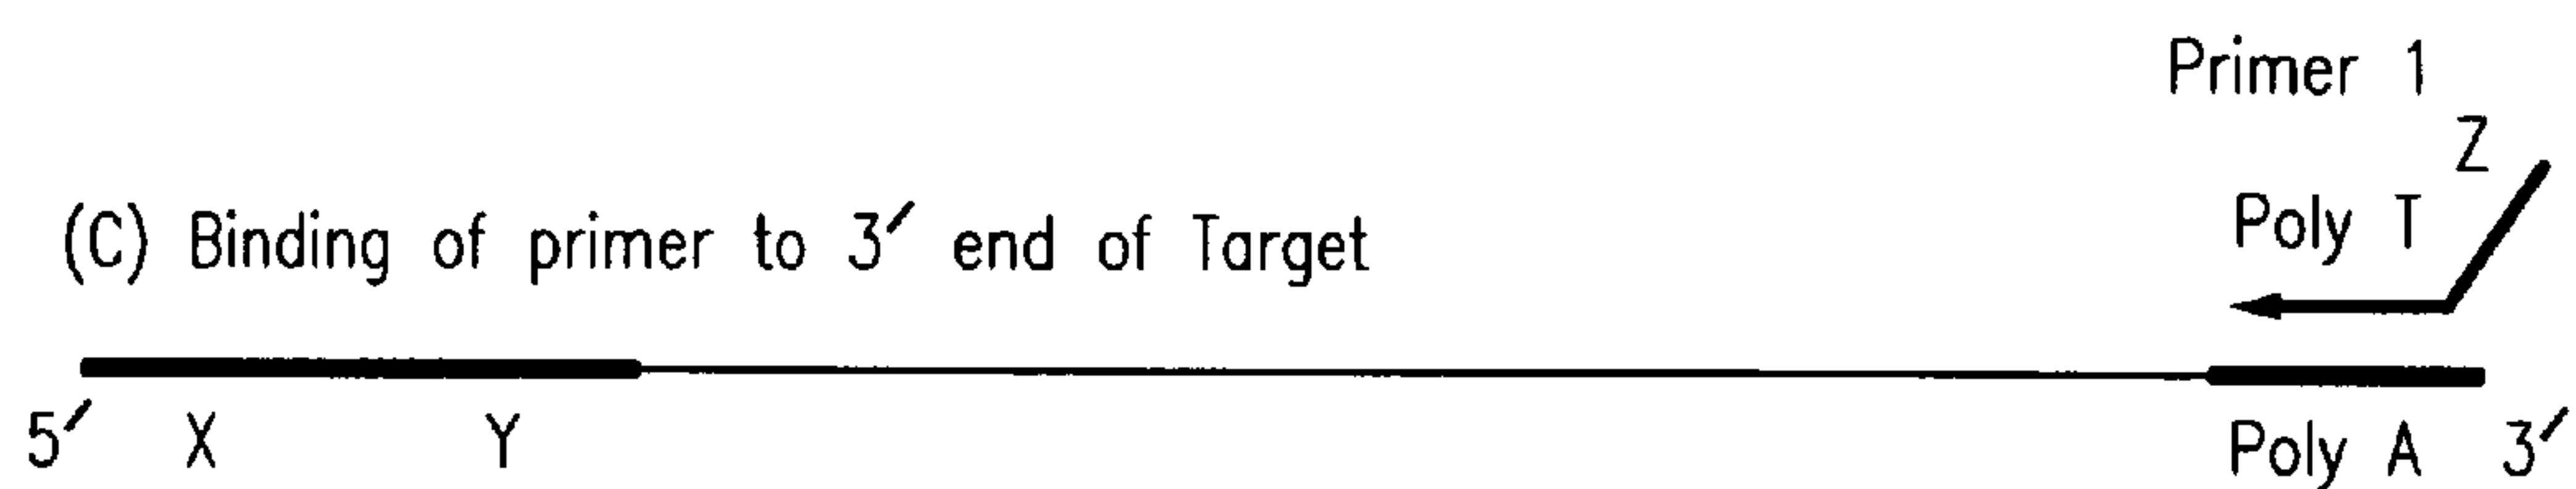 Primer 1
Z
Poly T
(C) Binding of primer to 3′ end of Target
5′ X Y Poly A 3′